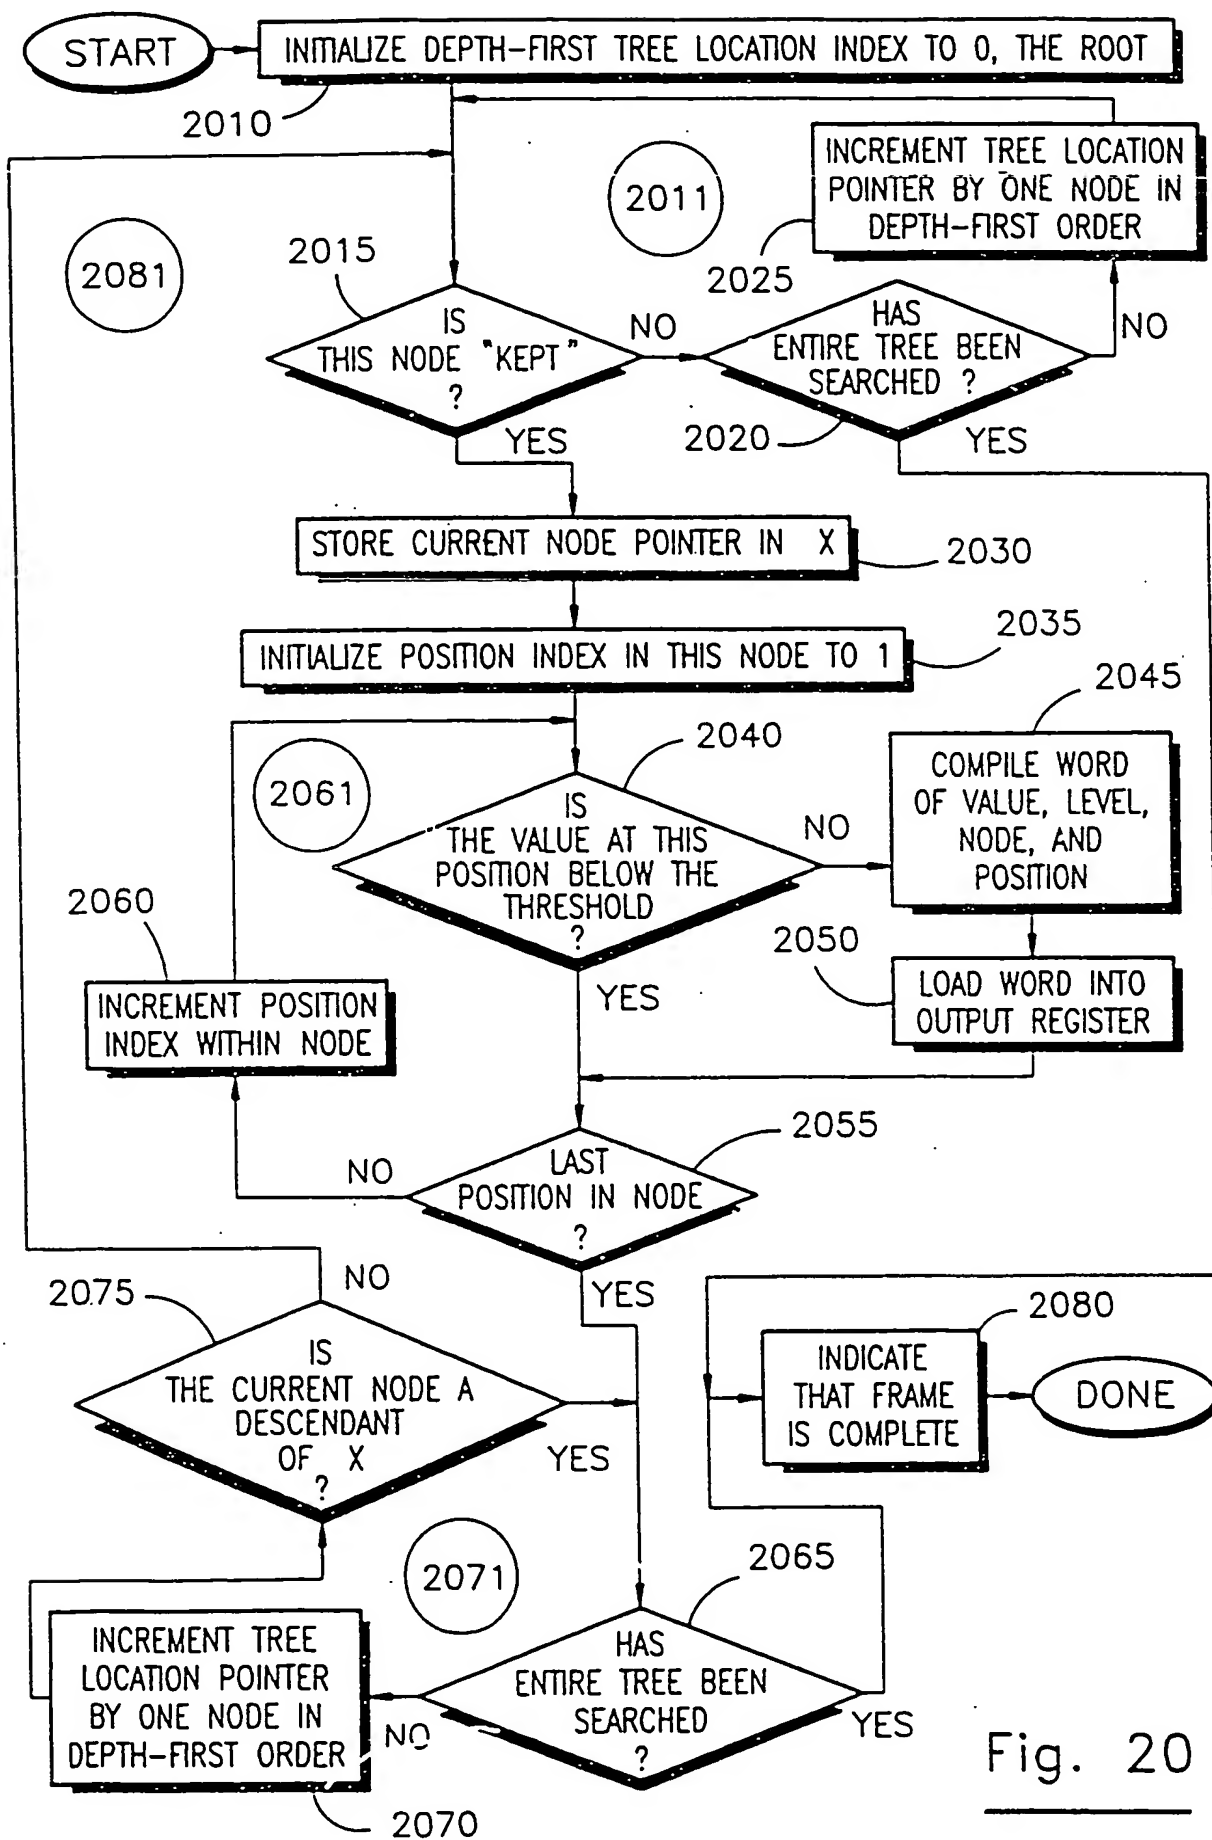 START
INITIALIZE DEPTH-FIRST TREE LOCATION INDEX TO 0, THE ROOT
2010
INCREMENT TREE LOCATION
POINTER BY ONE NODE IN
DEPTH-FIRST ORDER
2011
2025
2081
2015
IS
THIS NODE "KEPT"
?
NO
HAS
ENTIRE TREE BEEN
SEARCHED ?
NO
2020
YES
YES
STORE CURRENT NODE POINTER IN X
2030
INITIALIZE POSITION INDEX IN THIS NODE TO 1
2035
2045
2040
2061
IS
THE VALUE AT THIS
POSITION BELOW THE
THRESHOLD
?
NO
COMPILE WORD
OF VALUE, LEVEL,
NODE, AND
POSITION
2060
2050
YES
INCREMENT POSITION
INDEX WITHIN NODE
LOAD WORD INTO
OUTPUT REGISTER
2055
NO
LAST
POSITION IN NODE
?
YES
2075
NO
IS
THE CURRENT NODE A
DESCENDANT
OF X
?
YES
2080
INDICATE
THAT FRAME
IS COMPLETE
DONE
2071
2065
INCREMENT TREE
LOCATION POINTER
BY ONE NODE IN
DEPTH-FIRST ORDER
NO
HAS
ENTIRE TREE BEEN
SEARCHED
?
YES
2070
Fig. 20